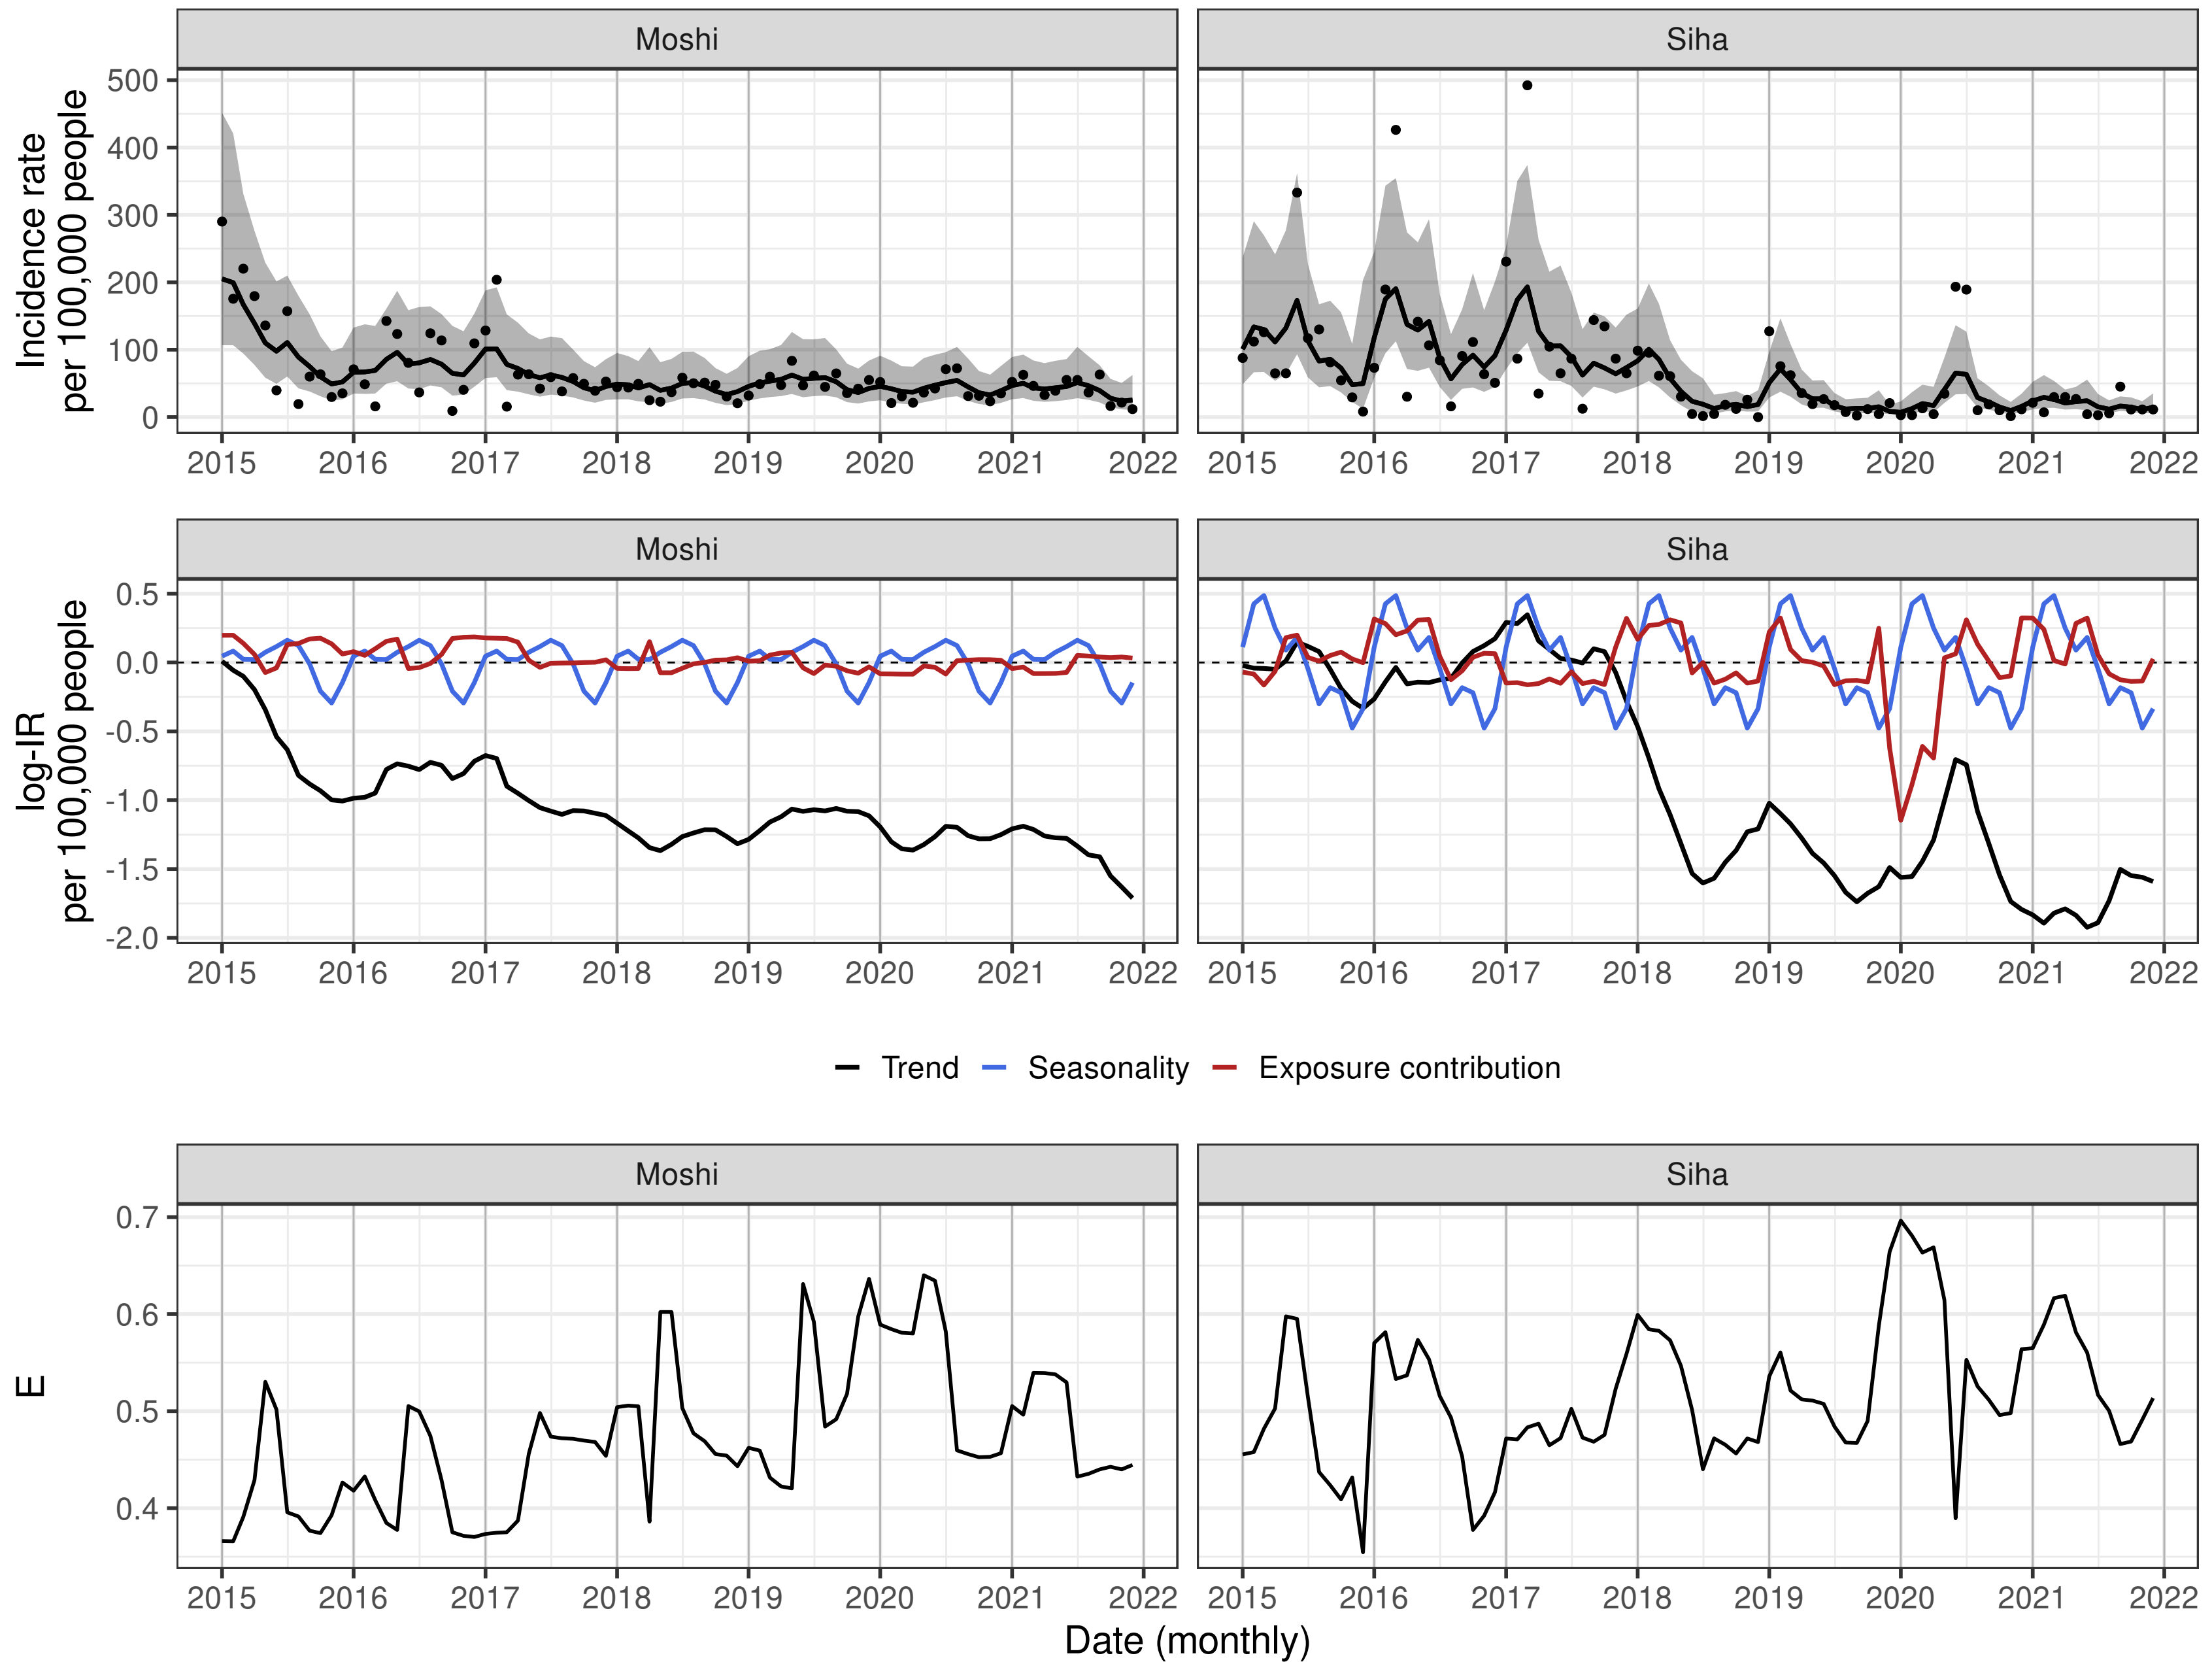 Moshi Siha
Incidence rate
per 100,000 people
500
400
300
200
100
0
2015 2016 2017 2018 2019 2020 2021 2022 2015 2016 2017 2018 2019 2020 2021 2022
Moshi Siha
log-IR
per 100,000 people
0.5
0.0
-0.5
-1.0
-1.5
-2.0
2015 2016 2017 2018 2019 2020 2021 2022 2015 2016 2017 2018 2019 2020 2021 2022
Trend Seasonality Exposure contribution
Moshi Siha
E
0.7
0.6
0.5
0.4
2015 2016 2017 2018 2019 2020 2021 2022 2015 2016 2017 2018 2019 2020 2021 2022
Date (monthly)